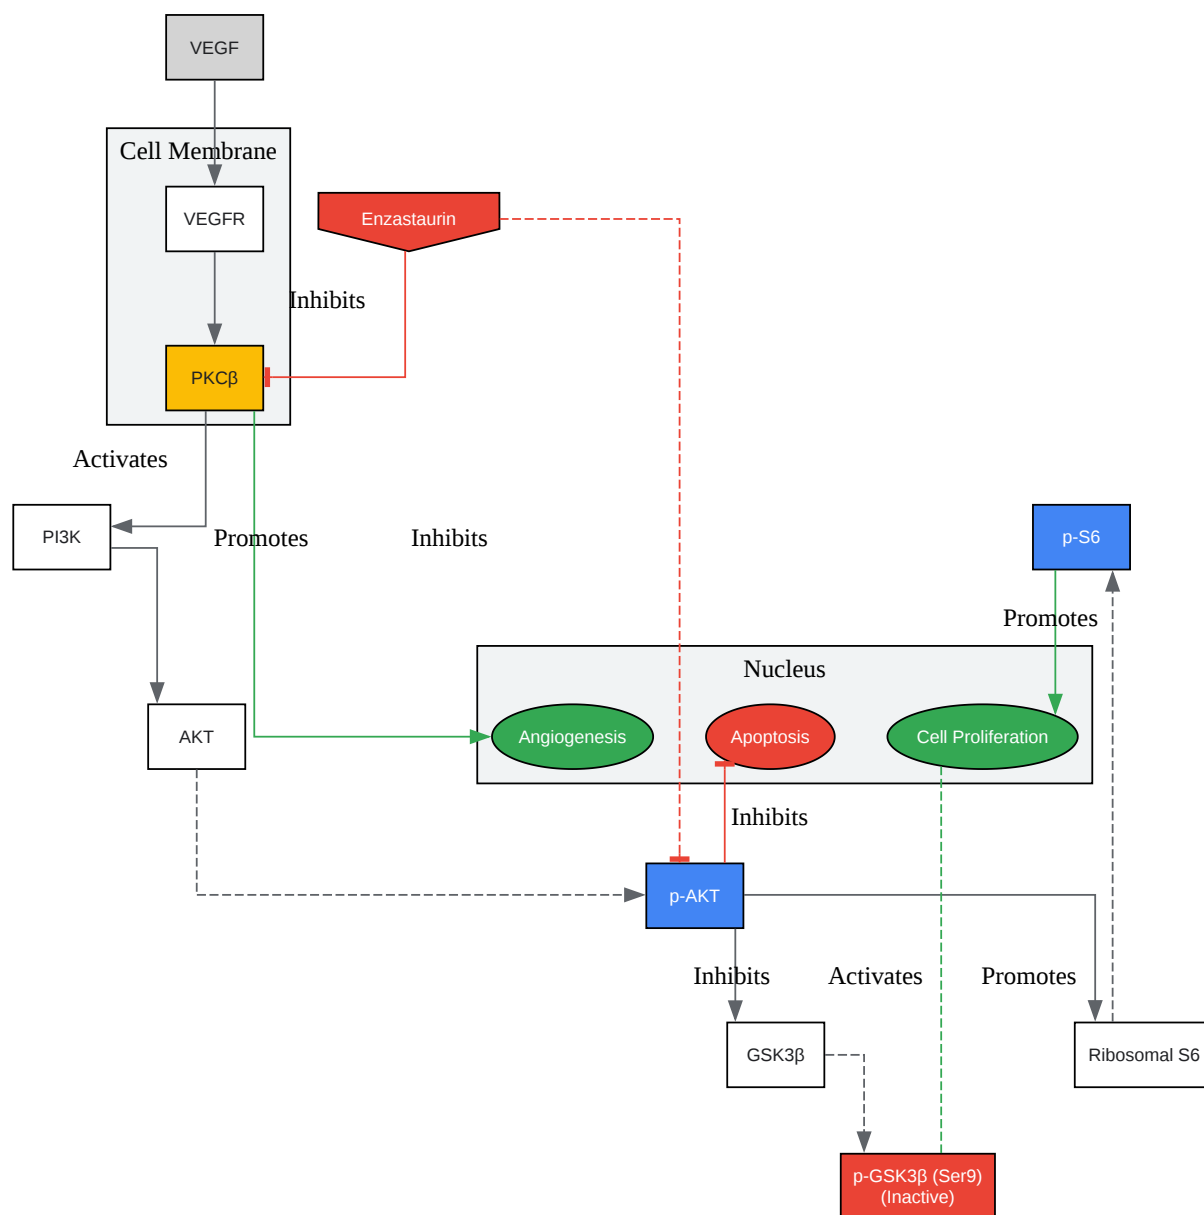 VEGF
Cell Membrane
VEGFR
Enzastaurin
Inhibits
PKCβ
Activates
PI3K
Promotes
Inhibits
p-S6
Promotes
Nucleus
AKT
Angiogenesis
Apoptosis
Cell Proliferation
Inhibits
p-AKT
Inhibits
Activates
Promotes
GSK3β
Ribosomal S6
p-GSK3β (Ser9)
(Inactive)